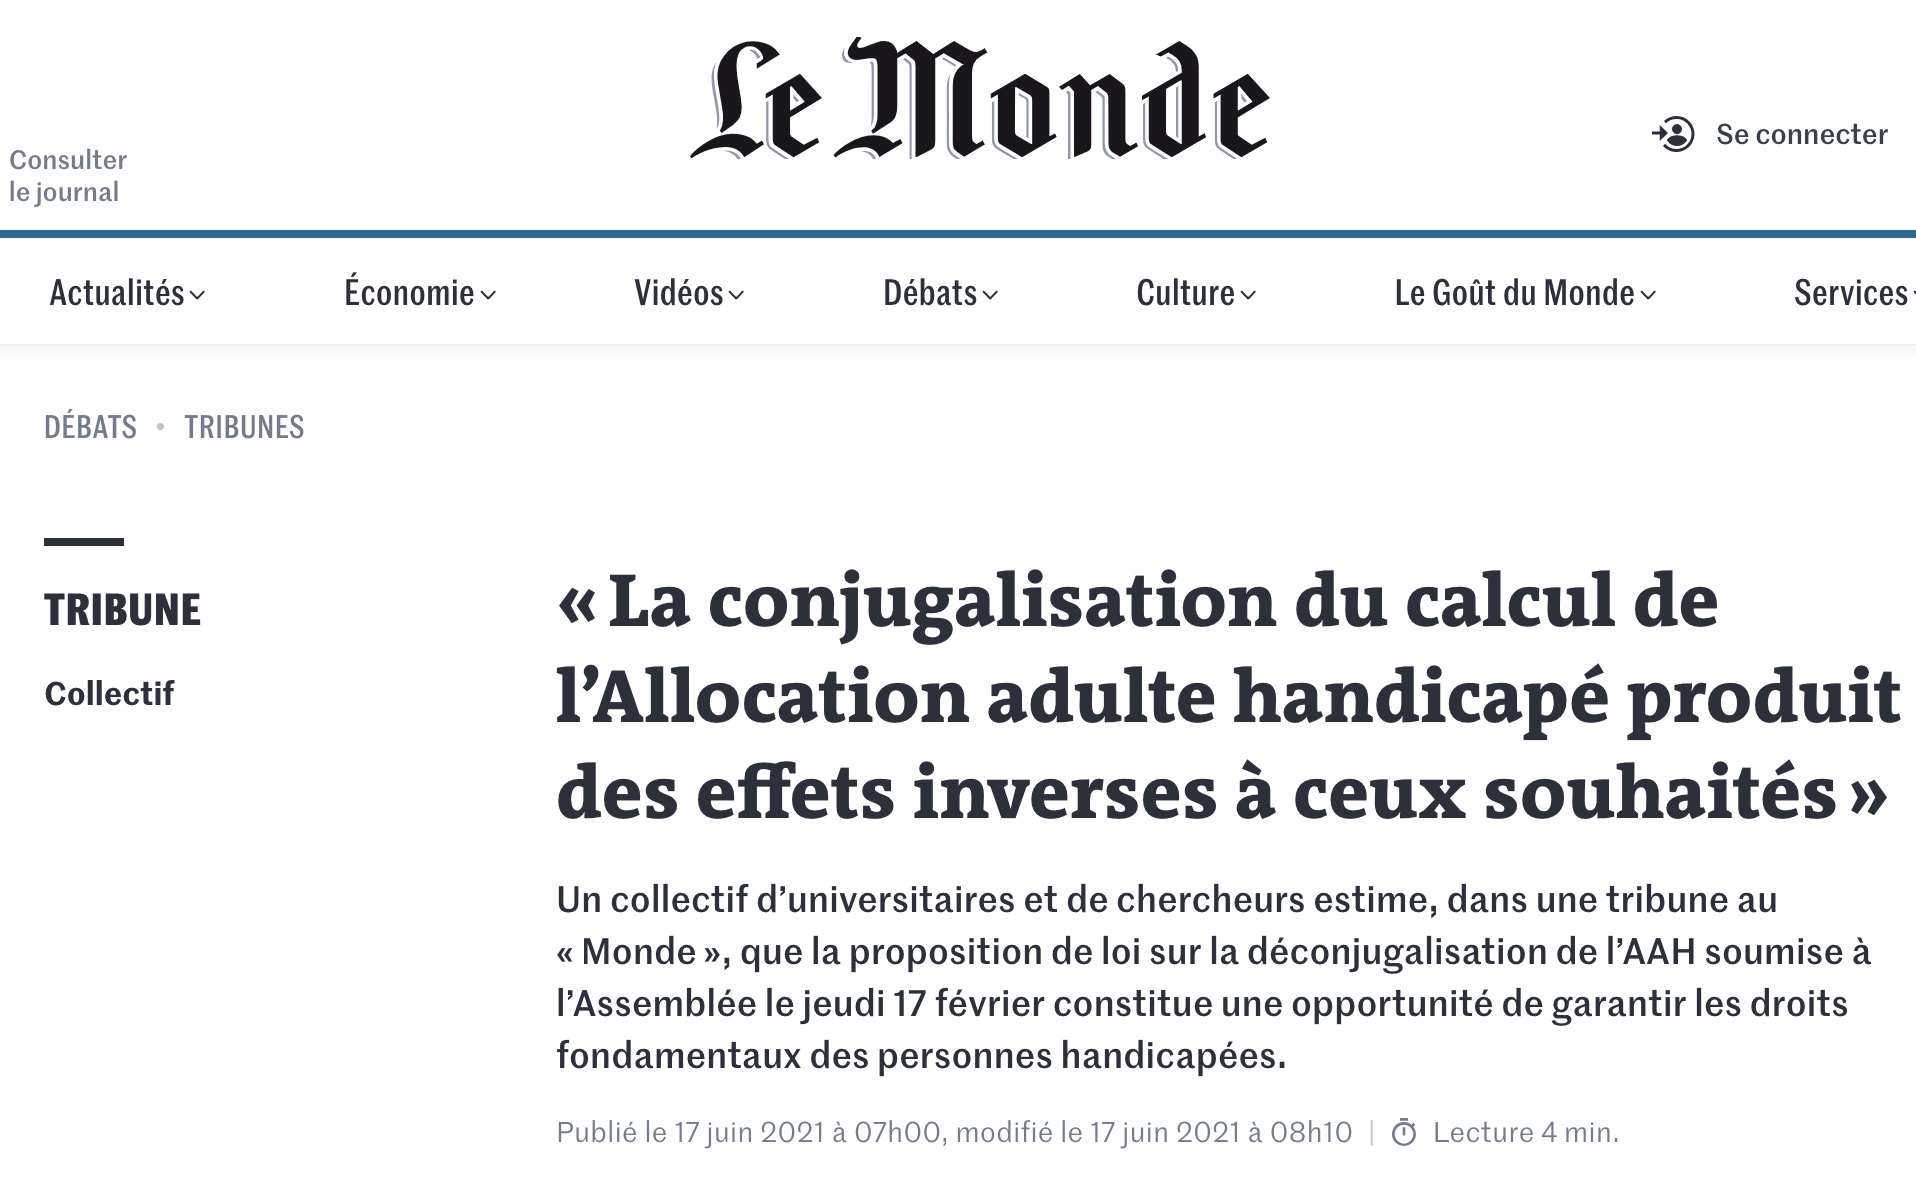 Le Monde
Consulter
le journal
Se connecter
Actualités
Économie
Vidéos
Débats
Culture
Le Goût du Monde
Services
DÉBATS • TRIBUNES
TRIBUNE
Collectif
« La conjugalisation du calcul de
l’Allocation adulte handicapé produit
des effets inverses à ceux souhaités »
Un collectif d’universitaires et de chercheurs estime, dans une tribune au
« Monde », que la proposition de loi sur la déconjugalisation de l’AAH soumise à
l’Assemblée le jeudi 17 février constitue une opportunité de garantir les droits
fondamentaux des personnes handicapées.
Publié le 17 juin 2021 à 07h00, modifié le 17 juin 2021 à 08h10 | Lecture 4 min.